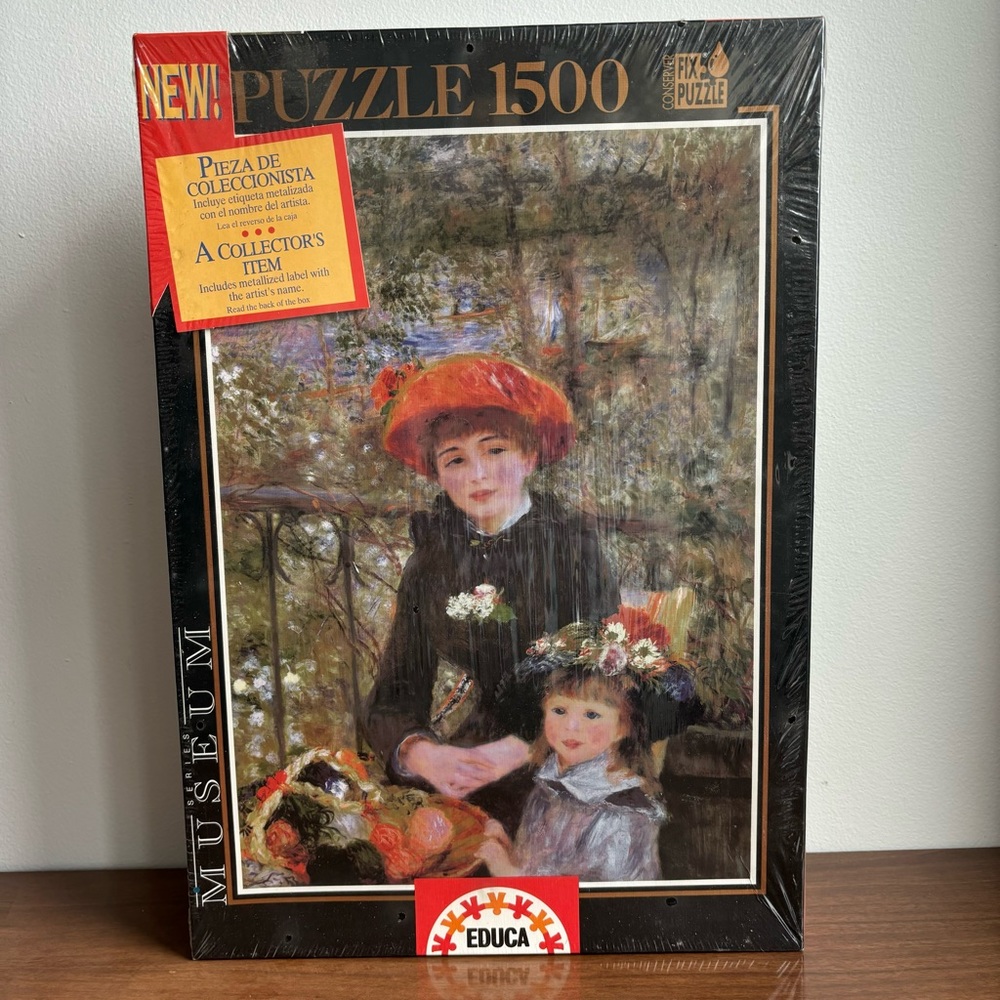 NEW!
PUZZLE 1500
CONSERVER
FIX
PUZZLE
PIEZA DE
COLECCIONISTA
Incluye etiqueta metalizada
con el nombre del artista.
Lea el reverso de la caja
A COLLECTOR'S
ITEM
Includes metallized label with
the artist's name.
Read the back of the box
SERIES
MUSEUM
EDUCA